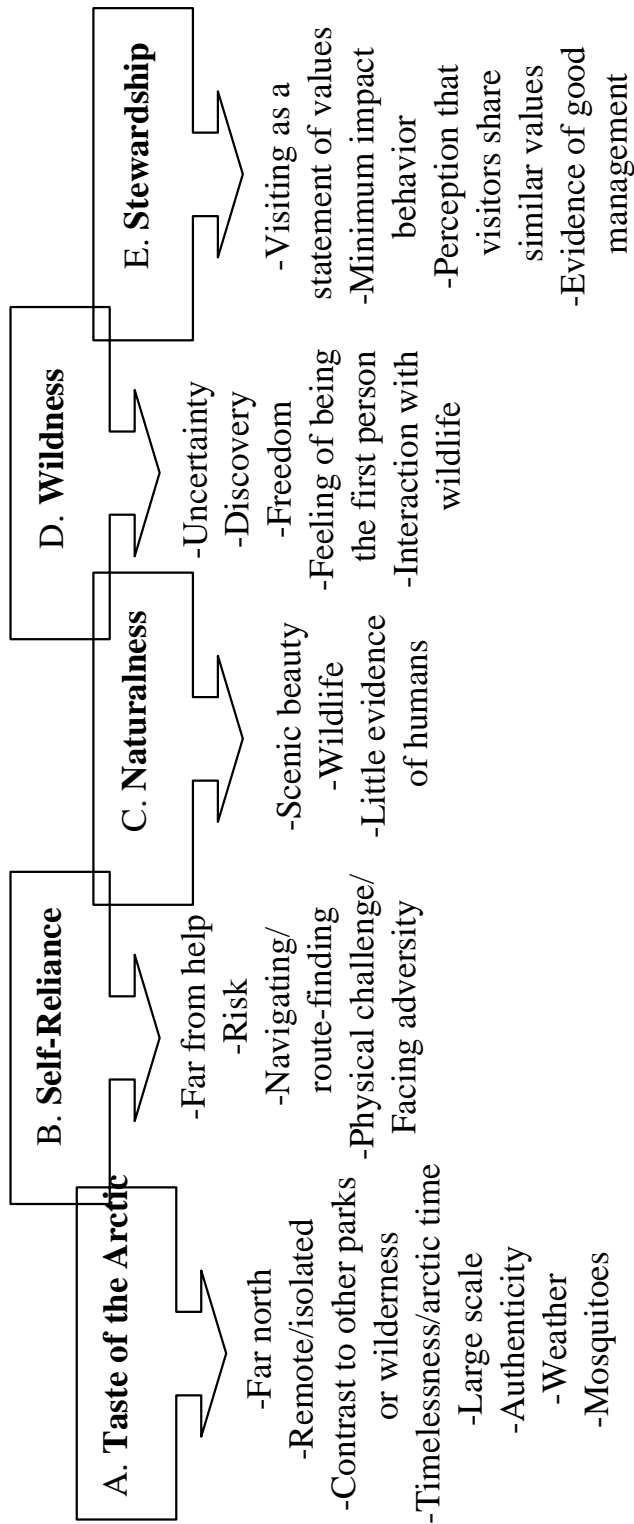 A. Taste of the Arctic
-Far north
-Remote/isolated
-Contrast to other parks
or wilderness
-Timelessness/arctic time
-Large scale
-Authenticity
-Weather
-Mosquitoes
B. Self-Reliance
-Far from help
-Risk
-Navigating/
route-finding
-Physical challenge/
Facing adversity
C. Naturalness
-Scenic beauty
-Wildlife
-Little evidence
of humans
D. Wildness
-Uncertainty
-Discovery
-Freedom
-Feeling of being
the first person
-Interaction with
wildlife
E. Stewardship
-Visiting as a
statement of values
-Minimum impact
behavior
-Perception that
visitors share
similar values
-Evidence of good
management